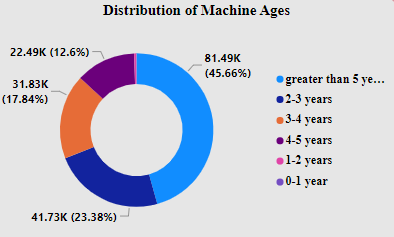 Distribution of Machine Ages
22.49K (12.6%)
81.49K
(45.66%)
31.83K
(17.84%)
41.73K (23.38%)
greater than 5 ye...
2-3 years
3-4 years
4-5 years
1-2 years
0-1 year